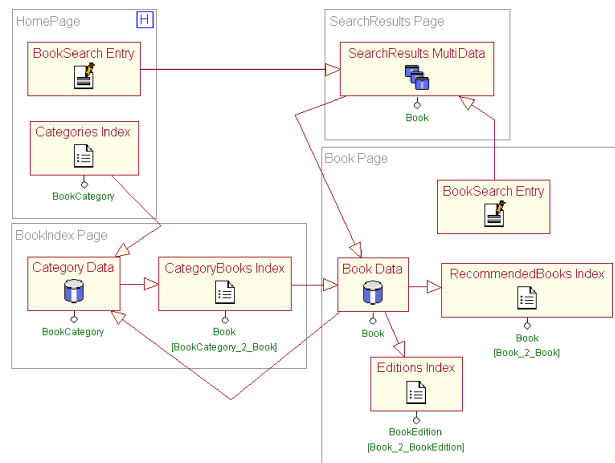 HomePage
H
BookSearch Entry
Categories Index
BookCategory
SearchResults Page
SearchResults MultiData
Book
Book Page
BookSearch Entry
BookIndex Page
Category Data
BookCategory
CategoryBooks Index
Book
[BookCategory_2_Book]
Book Data
Book
RecommendedBooks Index
Book
[Book_2_Book]
Editions Index
BookEdition
[Book_2_BookEdition]